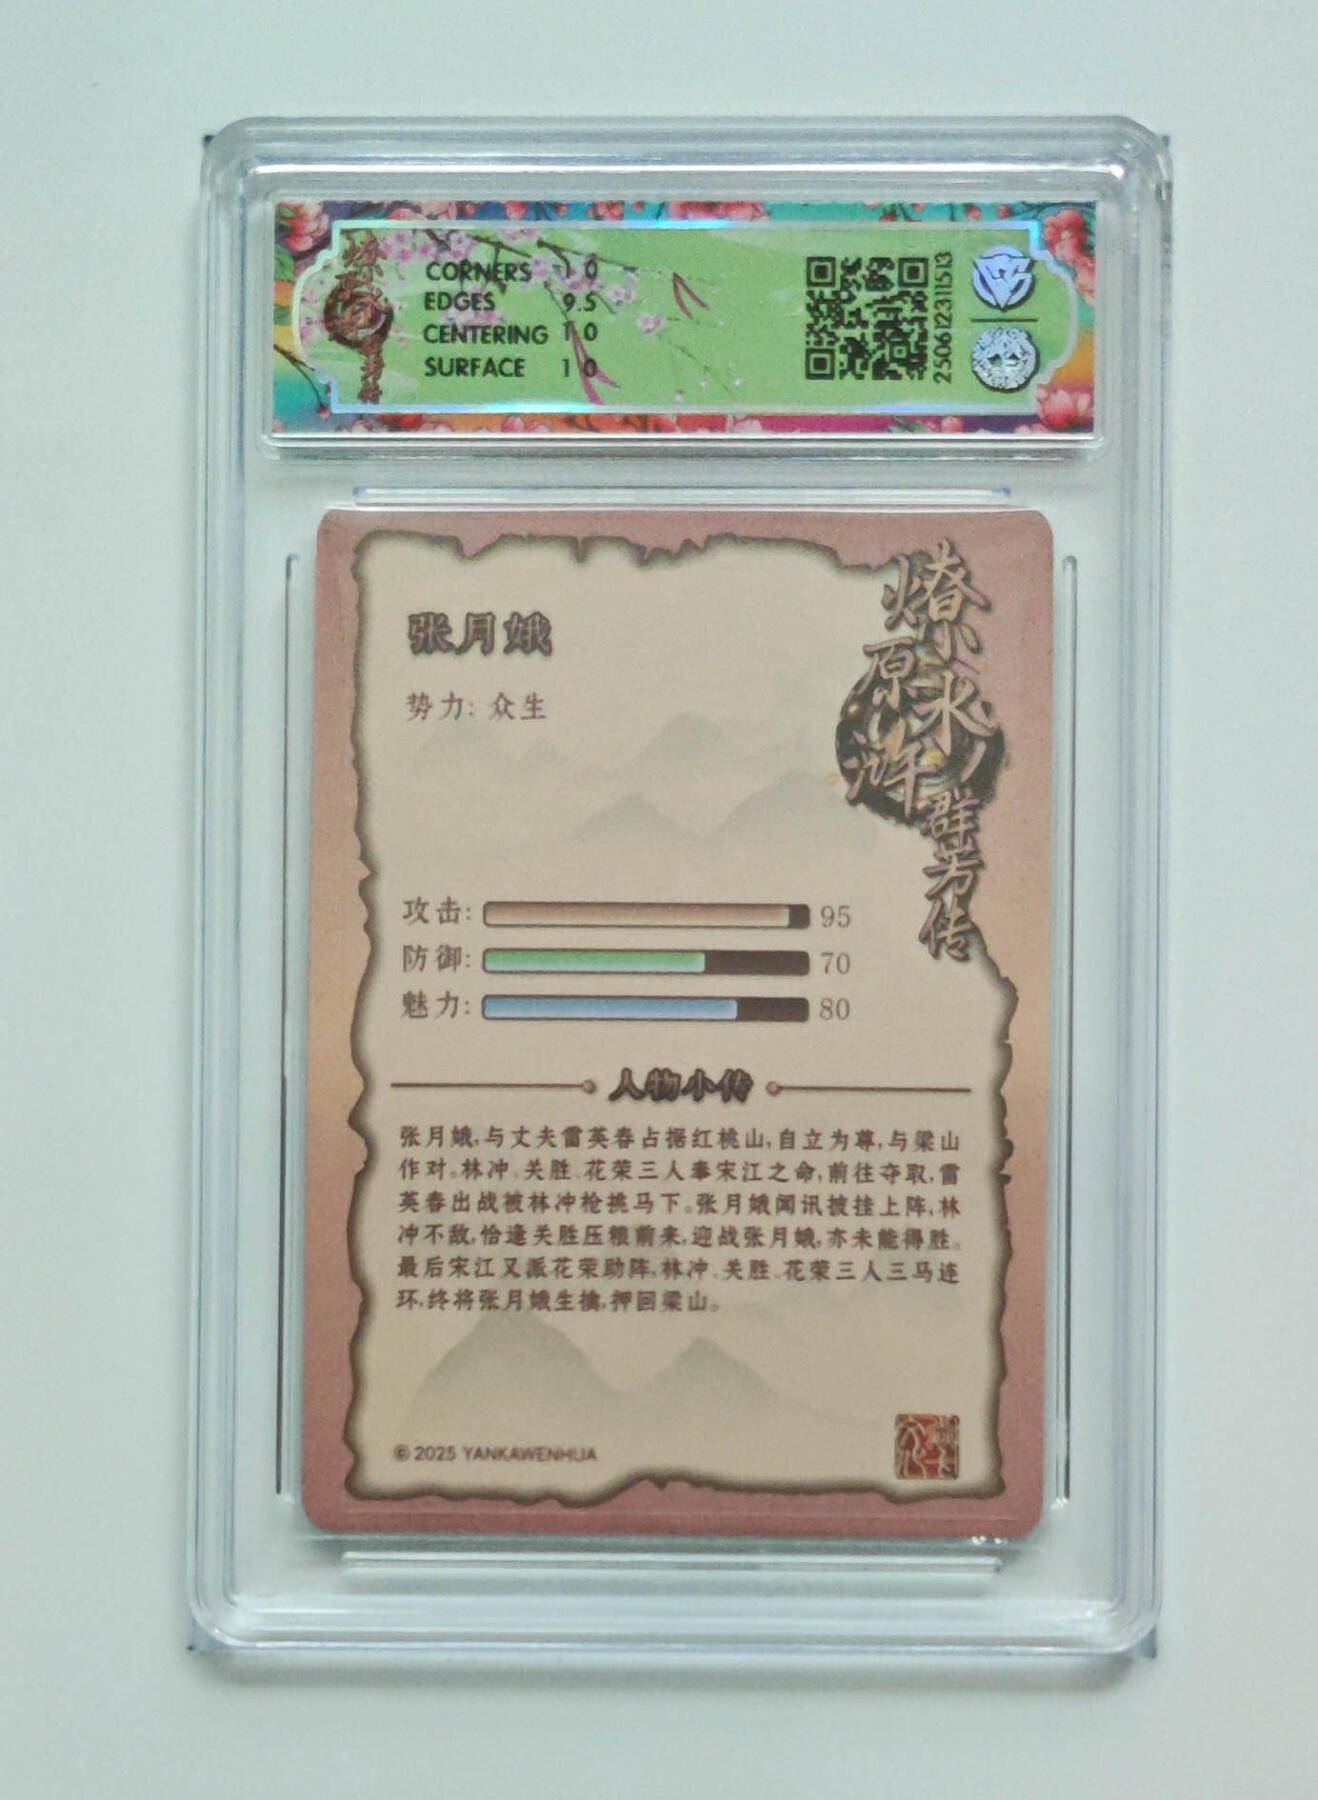 CORNERS 10
EDGES 9.5
CENTERING 10
SURFACE 10
250612311513
燎原水浒
群芳传
张月娥
势力: 众生
攻击: 95
防御: 70
魅力: 80
人物小传
张月娥,与丈夫雷英春占据红桃山,自立为尊,与梁山
作对。林冲、关胜、花荣三人奉宋江之命,前往夺取,雷
英春出战被林冲枪挑马下。张月娥闻讯披挂上阵,林
冲不敌,恰逢关胜压粮前来,迎战张月娥,亦未能得胜。
最后宋江又派花荣助阵,林冲、关胜、花荣三人三马连
环,终将张月娥生擒,押回梁山。
© 2025 YANKAWENHUA